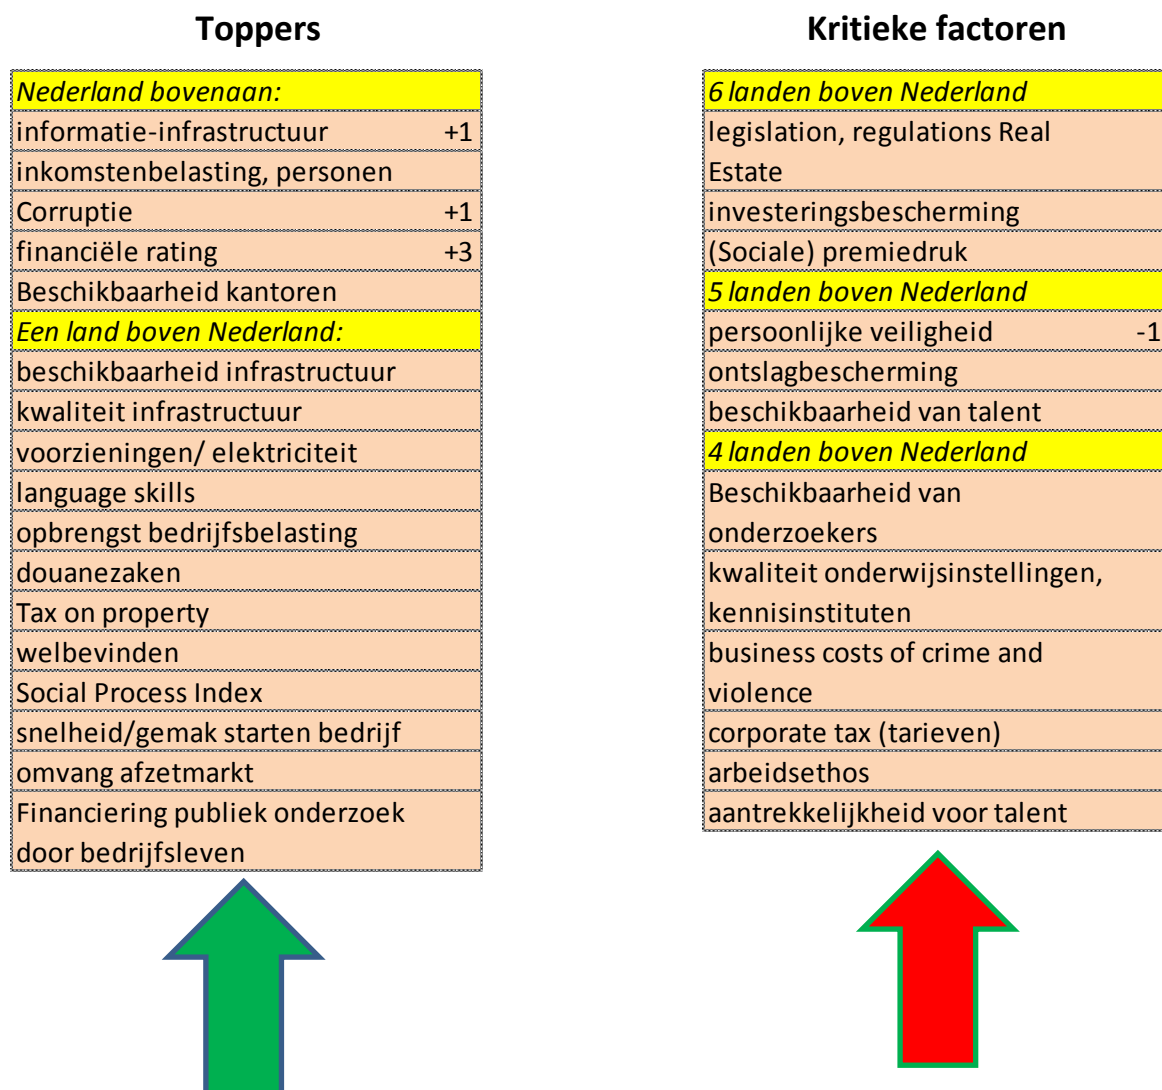 Toppers
Nederland bovenaan:
informatie-infrastructuur +1
inkomstenbelasting, personen
Corruptie +1
financiële rating +3
Beschikbaarheid kantoren
Een land boven Nederland:
beschikbaarheid infrastructuur
kwaliteit infrastructuur
voorzieningen/ elektriciteit
language skills
opbrengst bedrijfsbelasting
douanezaken
Tax on property
welbevinden
Social Process Index
snelheid/gemak starten bedrijf
omvang afzetmarkt
Financiering publiek onderzoek
door bedrijfsleven
Kritieke factoren
6 landen boven Nederland
legislation, regulations Real
Estate
investeringsbescherming
(Sociale) premiedruk
5 landen boven Nederland
persoonlijke veiligheid -1
ontslagbescherming
beschikbaarheid van talent
4 landen boven Nederland
Beschikbaarheid van
onderzoekers
kwaliteit onderwijsinstellingen,
kennisinstituten
business costs of crime and
violence
corporate tax (tarieven)
arbeidsethos
aantrekkelijkheid voor talent